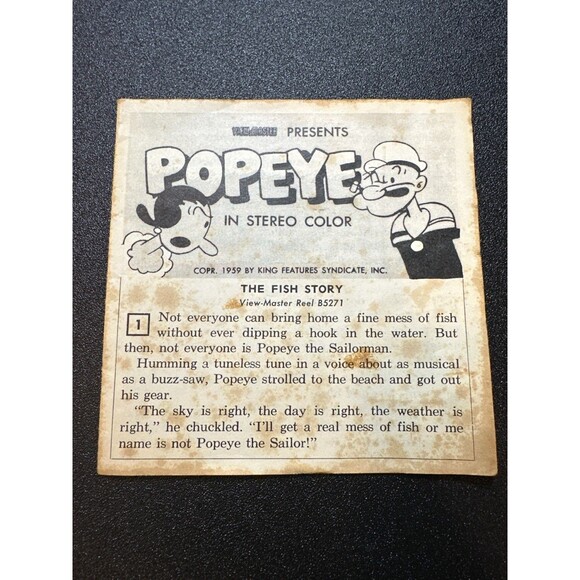 VIEW-MASTER PRESENTS
POPEYE
IN STEREO COLOR
COPR. 1959 BY KING FEATURES SYNDICATE, INC.
THE FISH STORY
View-Master Reel B5271
1 Not everyone can bring home a fine mess of fish
without ever dipping a hook in the water. But
then, not everyone is Popeye the Sailorman.
Humming a tuneless tune in a voice about as musical
as a buzz-saw, Popeye strolled to the beach and got out
his gear.
"The sky is right, the day is right, the weather is
right," he chuckled. "I'll get a real mess of fish or me
name is not Popeye the Sailor!"